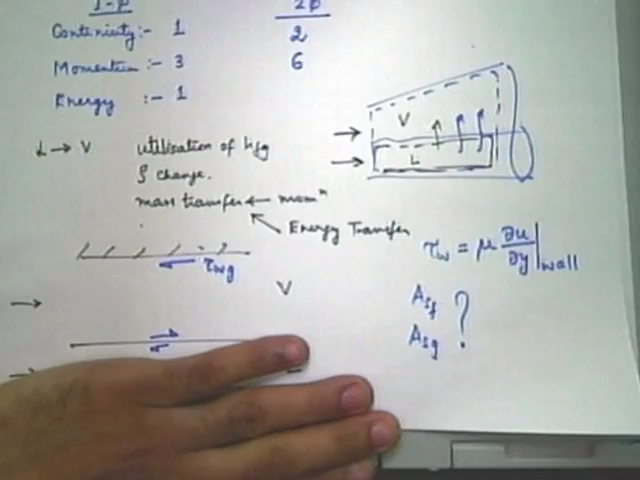 1-φ 2φ
Continuity:- 1 2
Momentum :- 3 6
Energy :- 1
V
L
L → V utilisation of hfg
ρ change.
mass transfer ← momⁿ
Energy Transfer
τwg
τw = μ ∂u/∂y |wall
V
Asf
Asg ?